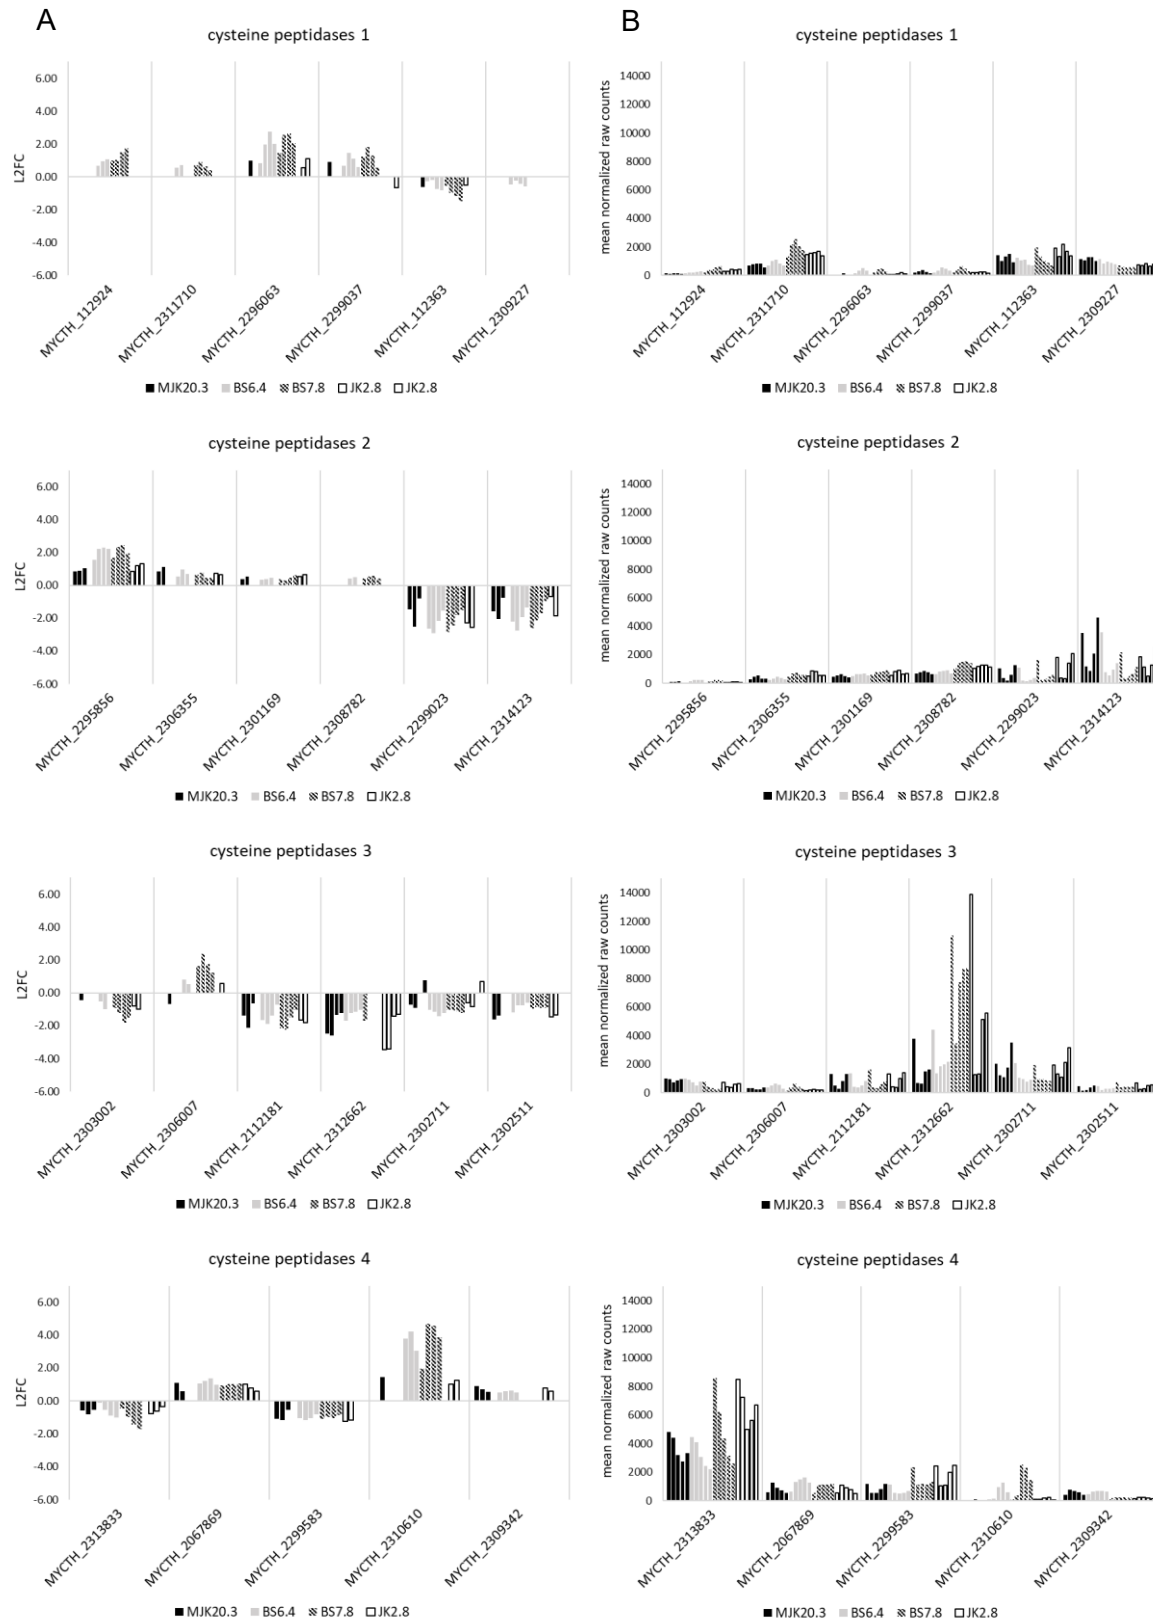 A
cysteine peptidases 1
L2FC
6.00
4.00
2.00
0.00
-2.00
-4.00
-6.00
MYCTH_112924
MYCTH_2311710
MYCTH_2296063
MYCTH_2299037
MYCTH_112363
MYCTH_2309227
MJK20.3 BS6.4 BS7.8 JK2.8 JK2.8
cysteine peptidases 2
L2FC
6.00
4.00
2.00
0.00
-2.00
-4.00
-6.00
MYCTH_2295856
MYCTH_2306355
MYCTH_2301169
MYCTH_2308782
MYCTH_2299023
MYCTH_2314123
MJK20.3 BS6.4 BS7.8 JK2.8
cysteine peptidases 3
L2FC
6.00
4.00
2.00
0.00
-2.00
-4.00
-6.00
MYCTH_2303002
MYCTH_2306007
MYCTH_2112181
MYCTH_2312662
MYCTH_2302711
MYCTH_2302511
MJK20.3 BS6.4 BS7.8 JK2.8
cysteine peptidases 4
L2FC
6.00
4.00
2.00
0.00
-2.00
-4.00
-6.00
MYCTH_2313833
MYCTH_2067869
MYCTH_2299583
MYCTH_2310610
MYCTH_2309342
MJK20.3 BS6.4 BS7.8 JK2.8
B
cysteine peptidases 1
mean normalized raw counts
14000
12000
10000
8000
6000
4000
2000
0
MYCTH_112924
MYCTH_2311710
MYCTH_2296063
MYCTH_2299037
MYCTH_112363
MYCTH_2309227
MJK20.3 BS6.4 BS7.8 JK2.8
cysteine peptidases 2
mean normalized raw counts
14000
12000
10000
8000
6000
4000
2000
0
MYCTH_2295856
MYCTH_2306355
MYCTH_2301169
MYCTH_2308782
MYCTH_2299023
MYCTH_2314123
MJK20.3 BS6.4 BS7.8 JK2.8
cysteine peptidases 3
mean normalized raw counts
14000
12000
10000
8000
6000
4000
2000
0
MYCTH_2303002
MYCTH_2306007
MYCTH_2112181
MYCTH_2312662
MYCTH_2302711
MYCTH_2302511
MJK20.3 BS6.4 BS7.8 JK2.8
cysteine peptidases 4
mean normalized raw counts
14000
12000
10000
8000
6000
4000
2000
0
MYCTH_2313833
MYCTH_2067869
MYCTH_2299583
MYCTH_2310610
MYCTH_2309342
MJK20.3 BS6.4 BS7.8 JK2.8